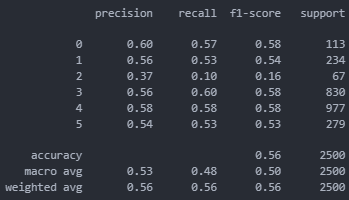 precision recall f1-score support
0 0.60 0.57 0.58 113
1 0.56 0.53 0.54 234
2 0.37 0.10 0.16 67
3 0.56 0.60 0.58 830
4 0.58 0.58 0.58 977
5 0.54 0.53 0.53 279
accuracy 0.56 2500
macro avg 0.53 0.48 0.50 2500
weighted avg 0.56 0.56 0.56 2500